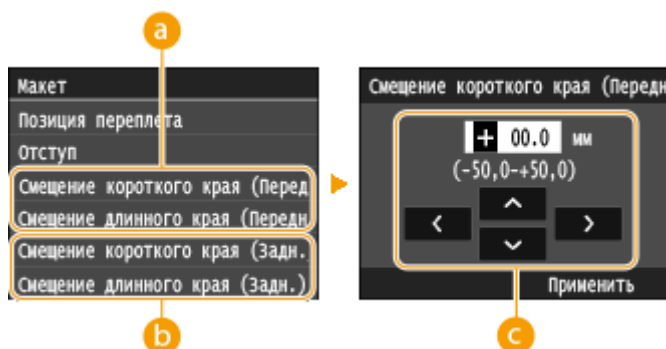 a
Макет
Позиция переплета
Отступ
Смещение короткого края (Перед
Смещение длинного края (Передн
Смещение короткого края (Задн.
Смещение длинного края (Задн.)
b
Смещение короткого края (Передн
+ 00.0 мм
(-50,0-+50,0)
Применить
c